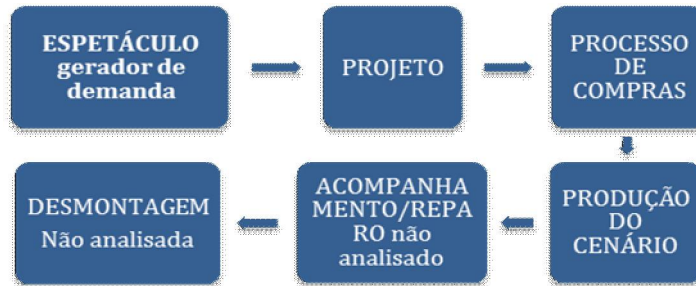 ESPETÁCULO
gerador de
demanda
PROJETO
PROCESSO
DE
COMPRAS
PRODUÇÃO
DO
CENÁRIO
ACOMPANHA
MENTO/REPA
RO não
analisado
DESMONTAGEM
Não analisada